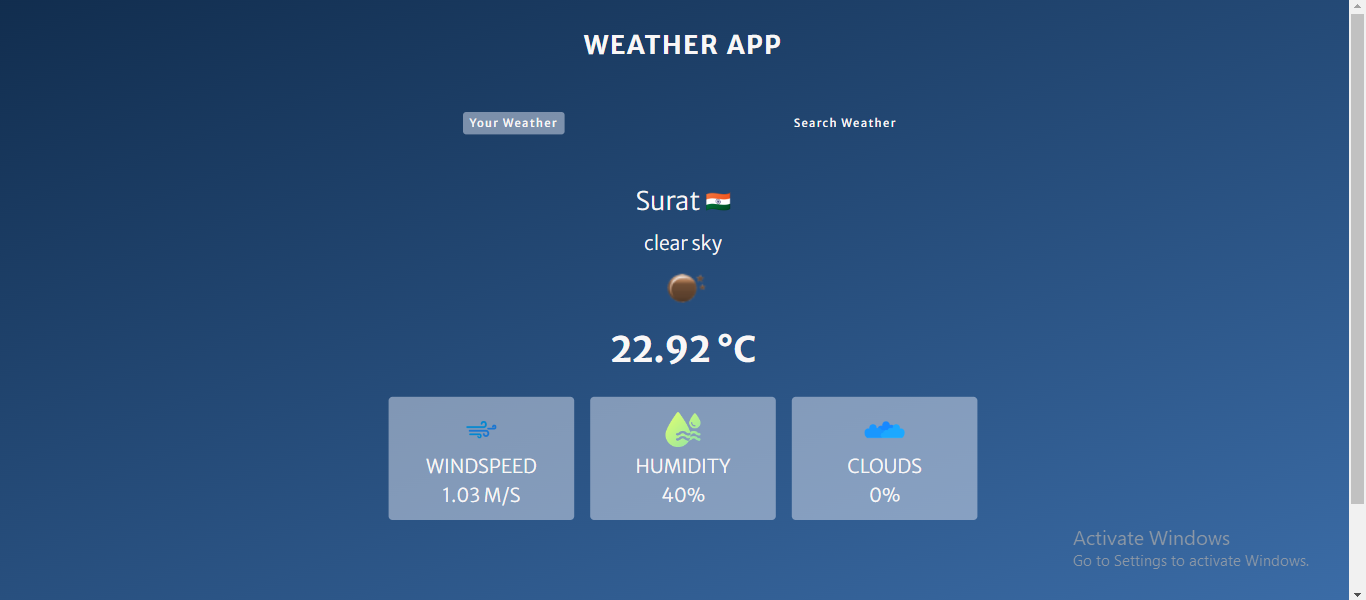 WEATHER APP
Your Weather
Search Weather
Surat
clear sky
22.92 °C
WINDSPEED
1.03 M/S
HUMIDITY
40%
CLOUDS
0%
Activate Windows
Go to Settings to activate Windows.